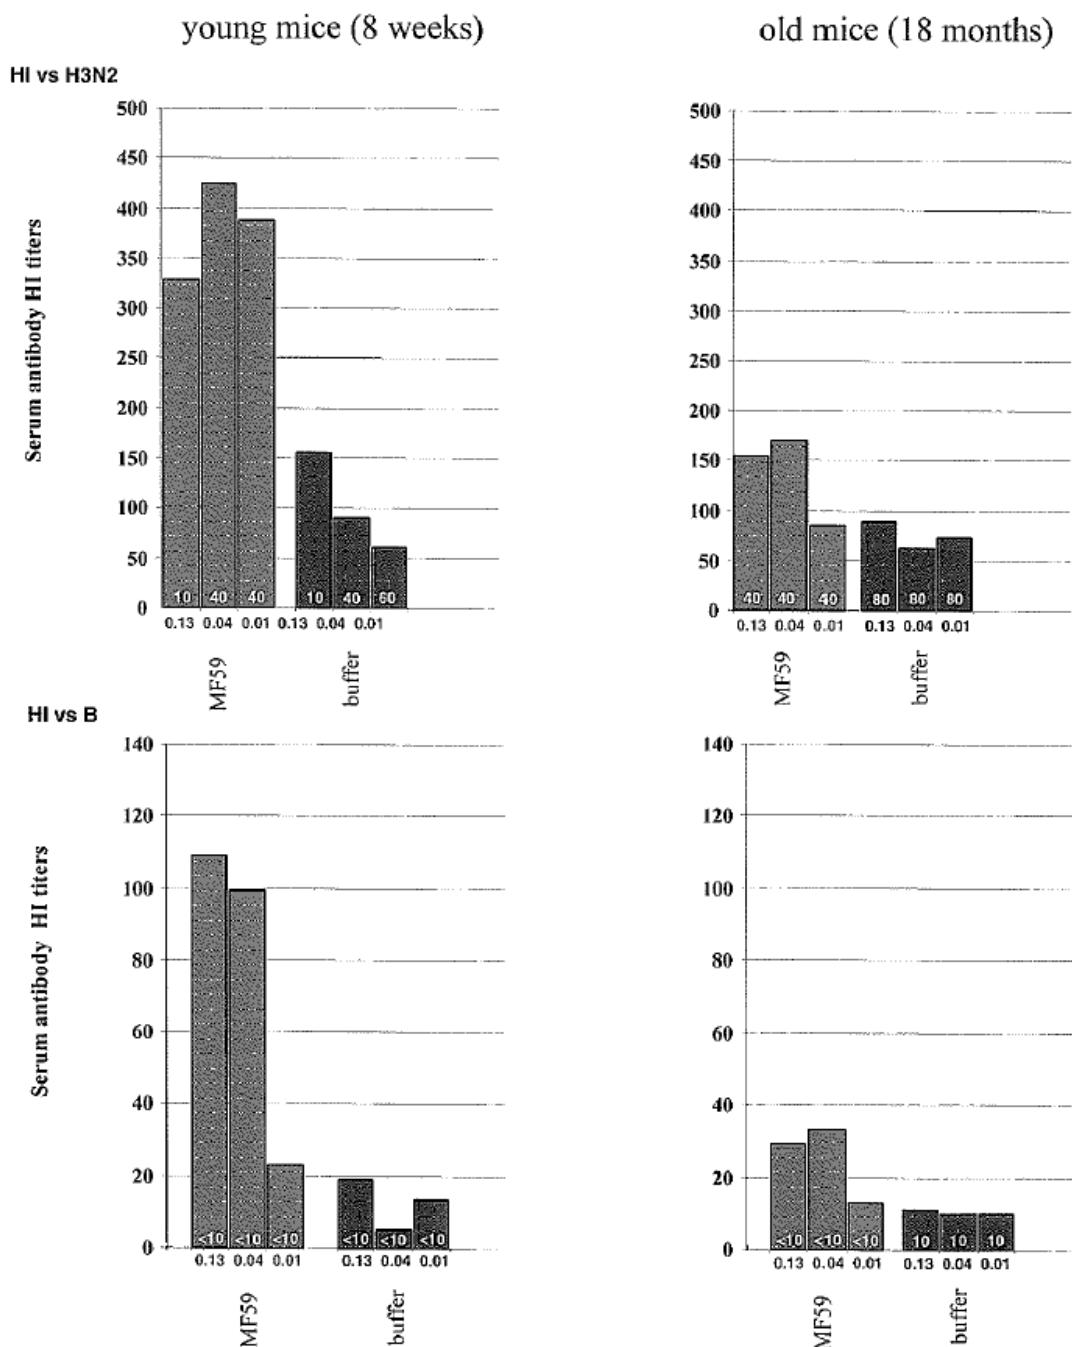 young mice (8 weeks)
old mice (18 months)
HI vs H3N2
Serum antibody HI titers
500
450
400
350
300
250
200
150
100
50
0
10 40 40 10 40 60
0.13 0.04 0.01 0.13 0.04 0.01
MF59
buffer
500
450
400
350
300
250
200
150
100
50
0
40 40 40 80 80 80
0.13 0.04 0.01 0.13 0.04 0.01
MF59
buffer
HI vs B
Serum antibody HI titers
140
120
100
80
60
40
20
0
<10 <10 <10 <10 <10 <10
0.13 0.04 0.01 0.13 0.04 0.01
MF59
buffer
140
120
100
80
60
40
20
0
<10 <10 <10 10 10 10
0.13 0.04 0.01 0.13 0.04 0.01
MF59
buffer